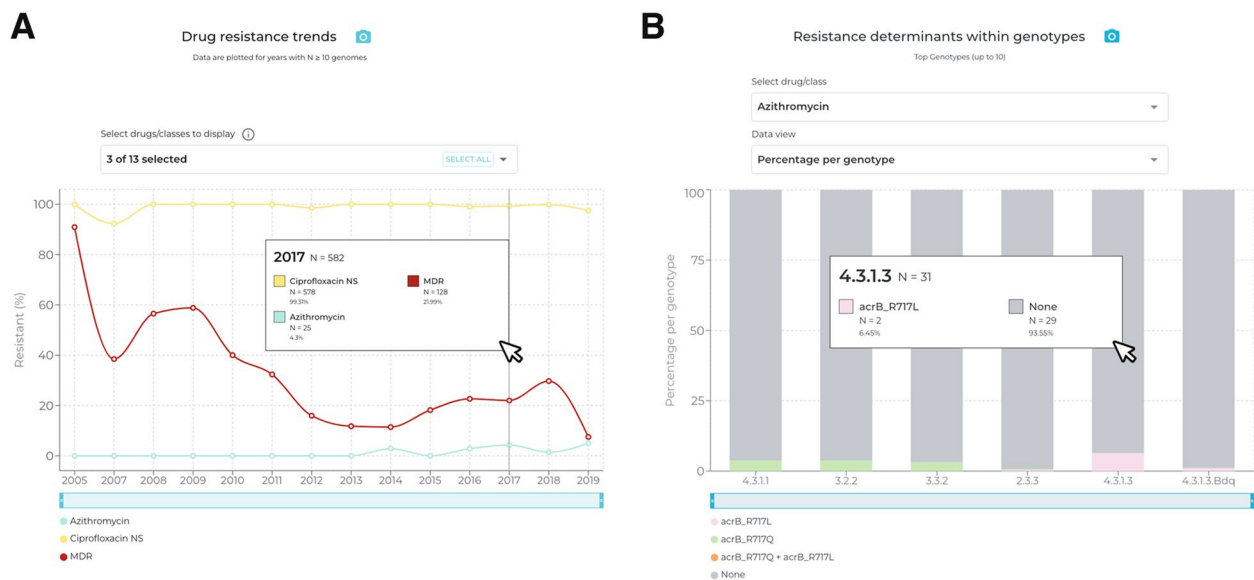 A
Drug resistance trends
Data are plotted for years with N ≥ 10 genomes
Select drugs/classes to display
3 of 13 selected
SELECT ALL
Resistant (%)
100
80
60
40
20
0
2017 N = 582
Ciprofloxacin NS
N = 578
99.31%
MDR
N = 128
21.99%
Azithromycin
N = 25
4.3%
2005 2007 2008 2009 2010 2011 2012 2013 2014 2015 2016 2017 2018 2019
Azithromycin
Ciprofloxacin NS
MDR
B
Resistance determinants within genotypes
Top Genotypes (up to 10)
Select drug/class
Azithromycin
Data view
Percentage per genotype
Percentage per genotype
100
75
50
25
0
4.3.1.3 N = 31
acrB_R717L
N = 2
6.45%
None
N = 29
93.55%
4.3.1.1 3.2.2 3.3.2 2.3.3 4.3.1.3 4.3.1.3.Bdq
acrB_R717L
acrB_R717Q
acrB_R717Q + acrB_R717L
None